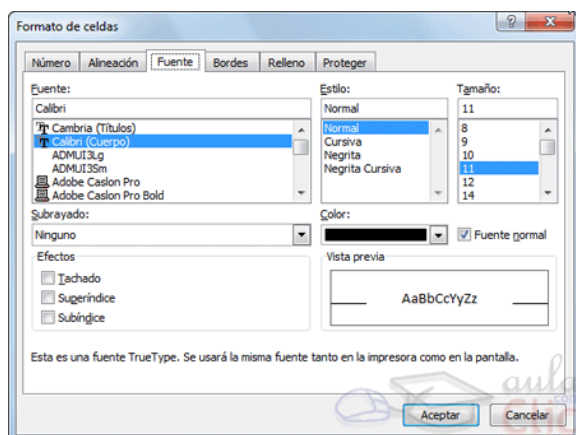 Formato de celdas
Número Alineación Fuente Bordes Relleno Proteger
Fuente: Estilo: Tamaño:
Calibri Normal 11
Cambria (Títulos) Normal 8
Calibri (Cuerpo) Cursiva 9
ADMUI3Lg Negrita 10
ADMUI3Sm Negrita Cursiva 11
Adobe Caslon Pro 12
Adobe Caslon Pro Bold 14
Subrayado: Color:
Ninguno Fuente normal
Efectos Vista previa
Tachado
Superíndice AaBbCcYyZz
Subíndice
Esta es una fuente TrueType. Se usará la misma fuente tanto en la impresora como en la pantalla.
aula
Clic
.com
Aceptar Cancelar